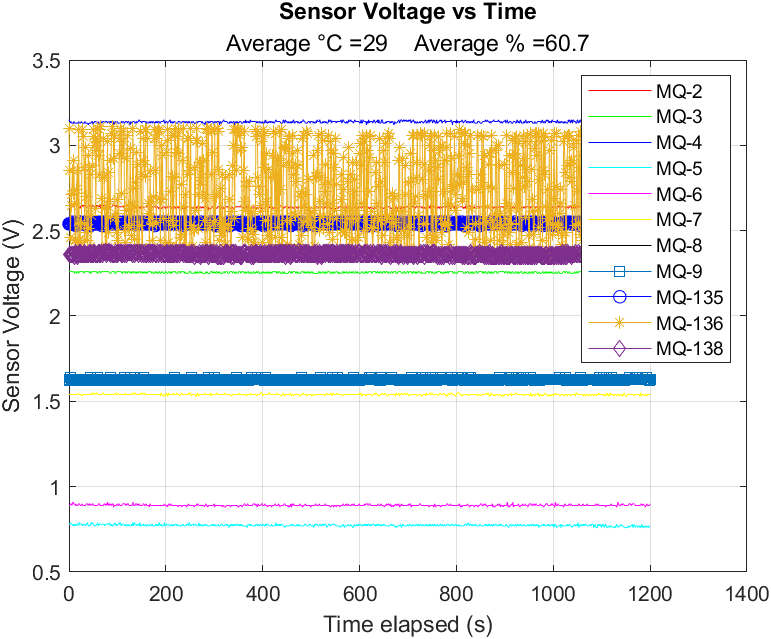 Sensor Voltage vs Time
Average °C =29 Average % =60.7
3.5
3
2.5
2
1.5
1
0.5
Sensor Voltage (V)
0 200 400 600 800 1000 1200 1400
Time elapsed (s)
MQ-2
MQ-3
MQ-4
MQ-5
MQ-6
MQ-7
MQ-8
MQ-9
MQ-135
MQ-136
MQ-138